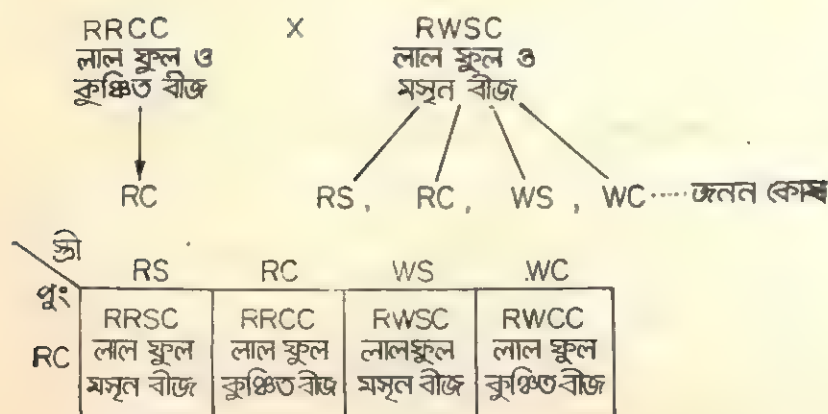 RRCC X RWSC
লাল ফুল ও লাল ফুল ও
কুঞ্চিত বীজ মসৃন বীজ
RC RS, RC, WS, WC ..... জনন কোষ
স্ত্রী
পুং RS RC WS .WC
RRSC RRCC RWSC RWCC
RC লাল ফুল লাল ফুল লালফুল লাল ফুল
মসৃন বীজ কুঞ্চিত বীজ মসৃন বীজ কুঞ্চিত বীজ